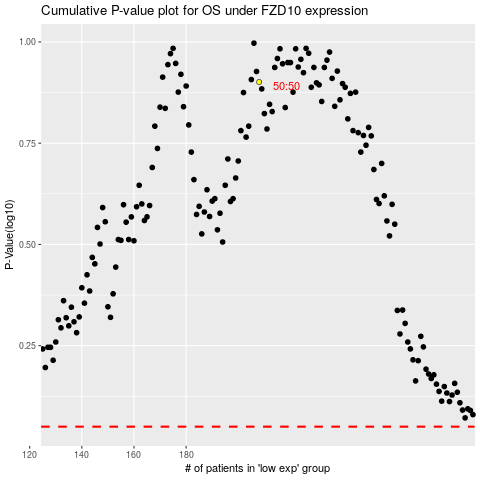 Cumulative P-value plot for OS under FZD10 expression
P-Value(log10)
1.00
0.75
0.50
0.25
50:50
120 140 160 180
# of patients in 'low exp' group